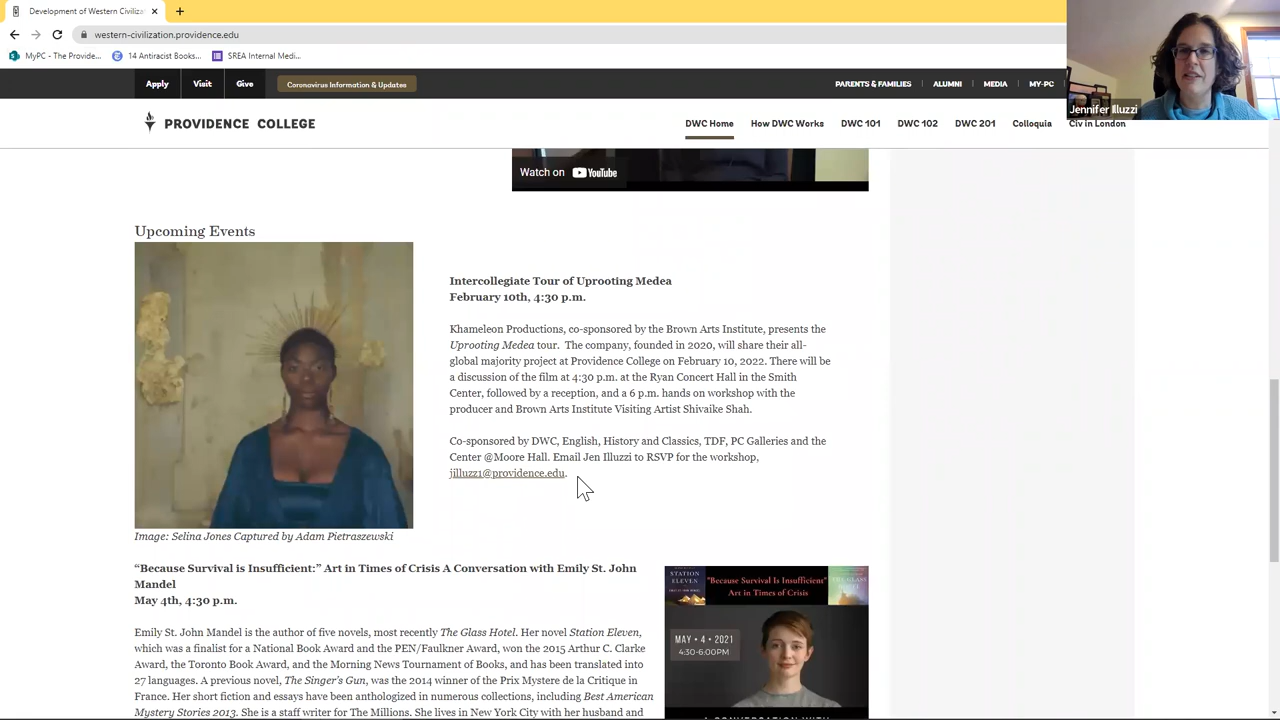 Development of Western Civiliza
western-civilization.providence.edu
MyPC - The Provide...
14 Antiracist Books...
SREA Internal Medi...
Apply
Visit
Give
Coronavirus Information & Updates
PARENTS & FAMILIES
ALUMNI
MEDIA
MY-PC
Jennifer Illuzzi
PROVIDENCE COLLEGE
DWC Home
How DWC Works
DWC 101
DWC 102
DWC 201
Colloquia
Civ in London
Watch on YouTube
Upcoming Events
Intercollegiate Tour of Uprooting Medea
February 10th, 4:30 p.m.
Khameleon Productions, co-sponsored by the Brown Arts Institute, presents the
Uprooting Medea tour. The company, founded in 2020, will share their all-
global majority project at Providence College on February 10, 2022. There will be
a discussion of the film at 4:30 p.m. at the Ryan Concert Hall in the Smith
Center, followed by a reception, and a 6 p.m. hands on workshop with the
producer and Brown Arts Institute Visiting Artist Shivaike Shah.
Co-sponsored by DWC, English, History and Classics, TDF, PC Galleries and the
Center @Moore Hall. Email Jen Illuzzi to RSVP for the workshop,
jilluzz1@providence.edu.
Image: Selina Jones Captured by Adam Pietraszewski
“Because Survival is Insufficient:” Art in Times of Crisis A Conversation with Emily St. John
Mandel
May 4th, 4:30 p.m.
Emily St. John Mandel is the author of five novels, most recently The Glass Hotel. Her novel Station Eleven,
which was a finalist for a National Book Award and the PEN/Faulkner Award, won the 2015 Arthur C. Clarke
Award, the Toronto Book Award, and the Morning News Tournament of Books, and has been translated into
27 languages. A previous novel, The Singer's Gun, was the 2014 winner of the Prix Mystere de la Critique in
France. Her short fiction and essays have been anthologized in numerous collections, including Best American
Mystery Stories 2013. She is a staff writer for The Millions. She lives in New York City with her husband and
STATION
ELEVEN
"Because Survival Is Insufficient"
Art in Times of Crisis
MAY • 4 • 2021
4:30-6:00PM
A CONVERSATION WITH